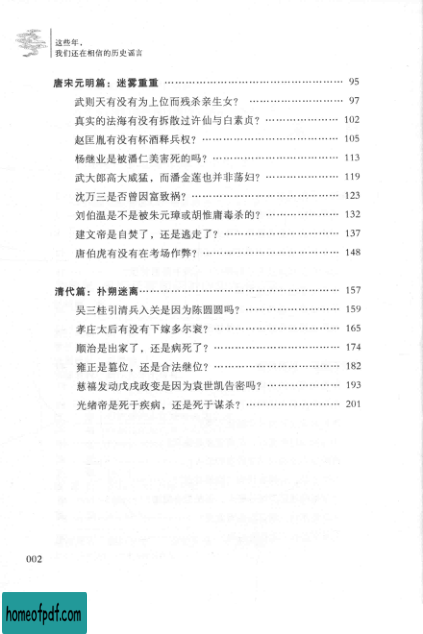 这些年,
我们还在相信的历史谣言
唐宋元明篇：迷雾重重 …………………………………………… 95
武则天有没有为上位而残杀亲生女？ ……………………… 97
真实的法海有没有拆散过许仙与白素贞？ ………………… 102
赵匡胤有没有杯酒释兵权？ ………………………………… 105
杨继业是被潘仁美害死的吗？ ……………………………… 113
武大郎高大威猛，而潘金莲也并非荡妇？ ………………… 119
沈万三是否曾因富致祸？ …………………………………… 123
刘伯温是不是被朱元璋或胡惟庸毒杀的？ ………………… 132
建文帝是自焚了，还是逃走了？ …………………………… 137
唐伯虎有没有在考场作弊？ ………………………………… 148
清代篇：扑朔迷离 ………………………………………………… 157
吴三桂引清兵入关是因为陈圆圆吗？ ……………………… 159
孝庄太后有没有下嫁多尔衮？ ……………………………… 165
顺治是出家了，还是病死了？ ……………………………… 174
雍正是篡位，还是合法继位？ ……………………………… 182
慈禧发动戊戌政变是因为袁世凯告密吗？ ………………… 193
光绪帝是死于疾病，还是死于谋杀？ ……………………… 201
002
homeofpdf.com